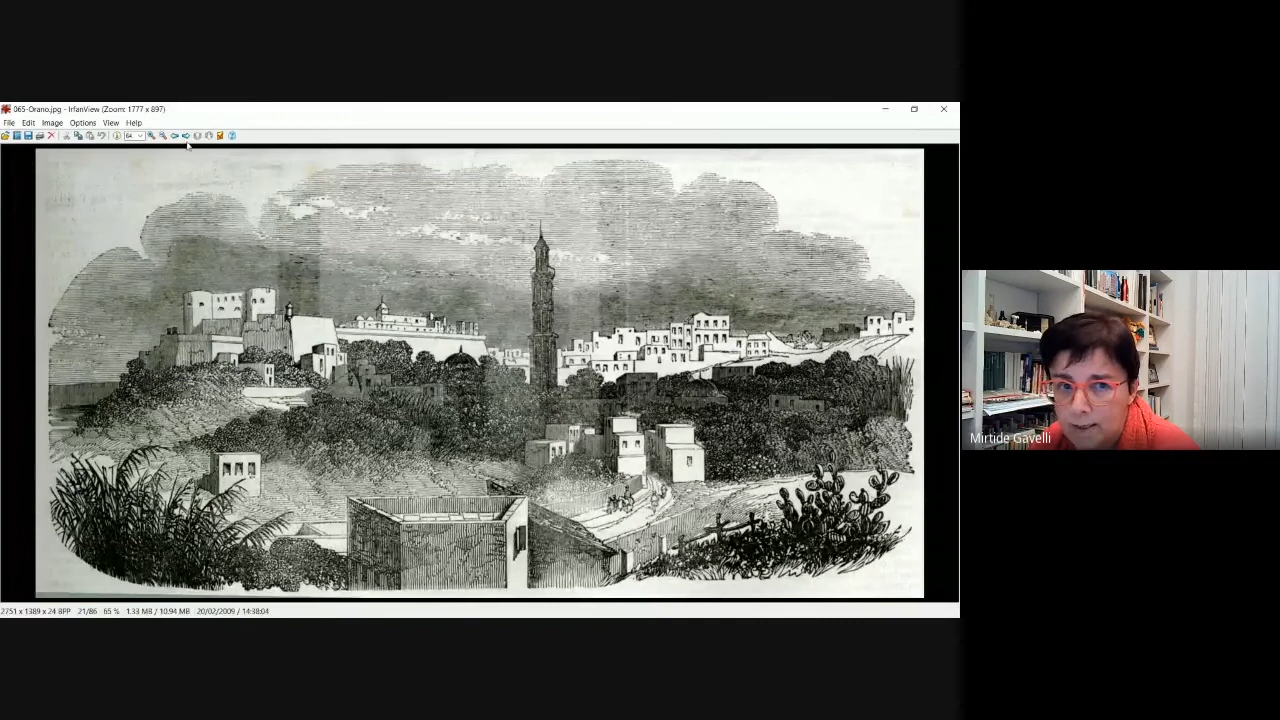 065-Orano.jpg - IrfanView (Zoom: 1777 x 897)
File Edit Image Options View Help
64
2751 x 1389 x 24 BPP 21/86 65 % 1.33 MB / 10.94 MB 20/02/2009 / 14:38:04
Mirtide Gavelli